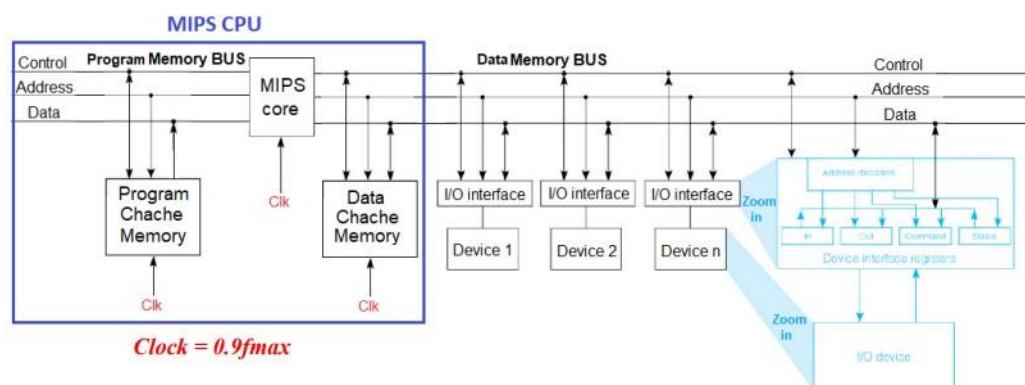 MIPS CPU
Program Memory BUS
Data Memory BUS
Control
Address
Data
MIPS
core
Control
Address
Data
Program
Chache
Memory
Clk
Data
Chache
Memory
Clk
Clk
I/O interface
I/O interface
I/O interface
Device 1
Device 2
Device n
Zoom
in
Address decoders
In
Out
Command
Status
Device interface registers
Zoom
in
I/O device
Clock = 0.9fmax